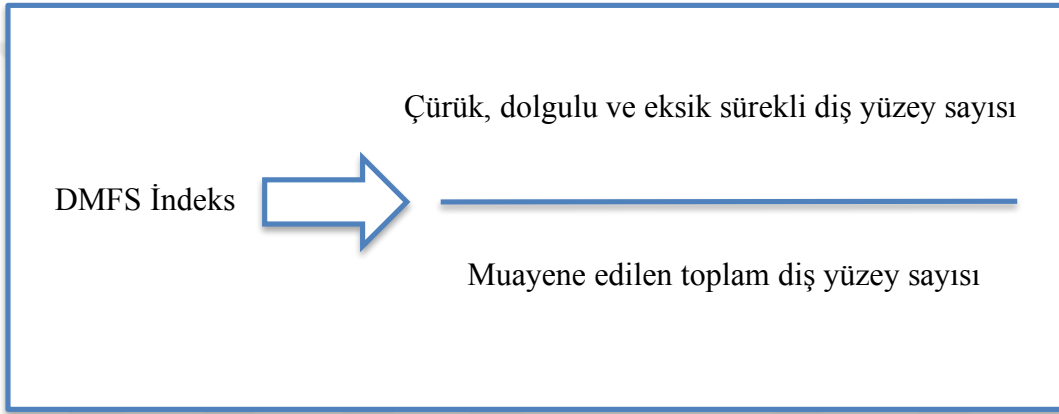 Çürük, dolgulu ve eksik sürekli diş yüzey sayısı
DMFS İndeks
Muayene edilen toplam diş yüzey sayısı